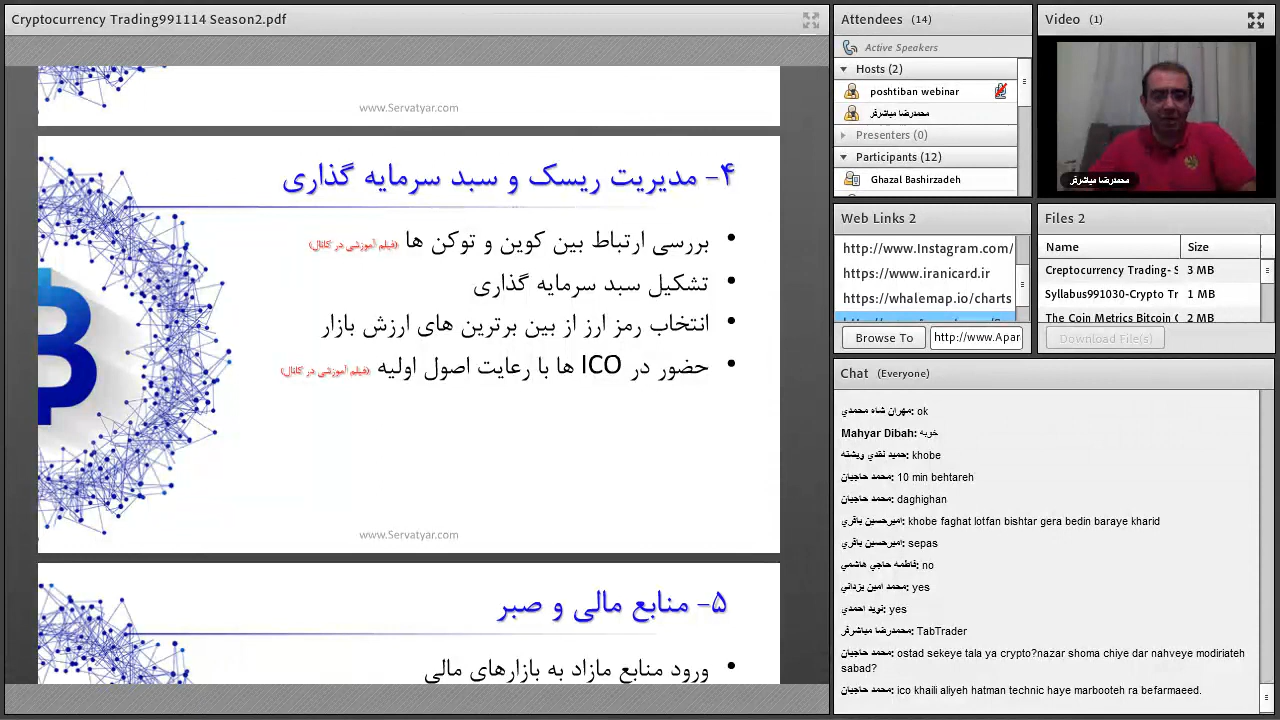 Cryptocurrency Trading991114 Season2.pdf
www.Servatyar.com
۴- مدیریت ریسک و سبد سرمایه گذاری
بررسی ارتباط بین کوین و توکن ها (فیلم آموزشی در کانال)
تشکیل سبد سرمایه گذاری
انتخاب رمز ارز از بین برترین های ارزش بازار
حضور در ICO ها با رعایت اصول اولیه (فیلم آموزشی در کانال)
www.Servatyar.com
۵- منابع مالی و صبر
ورود منابع مازاد به بازارهای مالی
Attendees (14)
Active Speakers
Hosts (2)
poshtiban webinar
محمدرضا مباشرفر
Presenters (0)
Participants (12)
Ghazal Bashirzadeh
Video (1)
محمدرضا مباشرفر
Web Links 2
http://www.Instagram.com/
https://www.iranicard.ir
https://whalemap.io/charts
Browse To
http://www.Apar
Files 2
Name Size
Creptocurrency Trading- S 3 MB
Syllabus991030-Crypto Tr 1 MB
The Coin Metrics Bitcoin ( 2 MB
Download File(s)
Chat (Everyone)
مهران شاه محمدي: ok
Mahyar Dibah: خوبه
حميد نقدي ويشته: khobe
محمد حاجيان: 10 min behtareh
محمد حاجيان: daghighan
اميرحسين باقري: khobe faghat lotfan bishtar gera bedin baraye kharid
اميرحسين باقري: sepas
فاطمه حاجي هاشمي: no
محمد امين يزداني: yes
نويد احمدي: yes
محمدرضا مباشرفر: TabTrader
محمد حاجيان: ostad sekeye tala ya crypto?nazar shoma chiye dar nahveye modiriateh
sabad?
محمد حاجيان: ico khaili aliyeh hatman technic haye marbooteh ra befarmaeed.